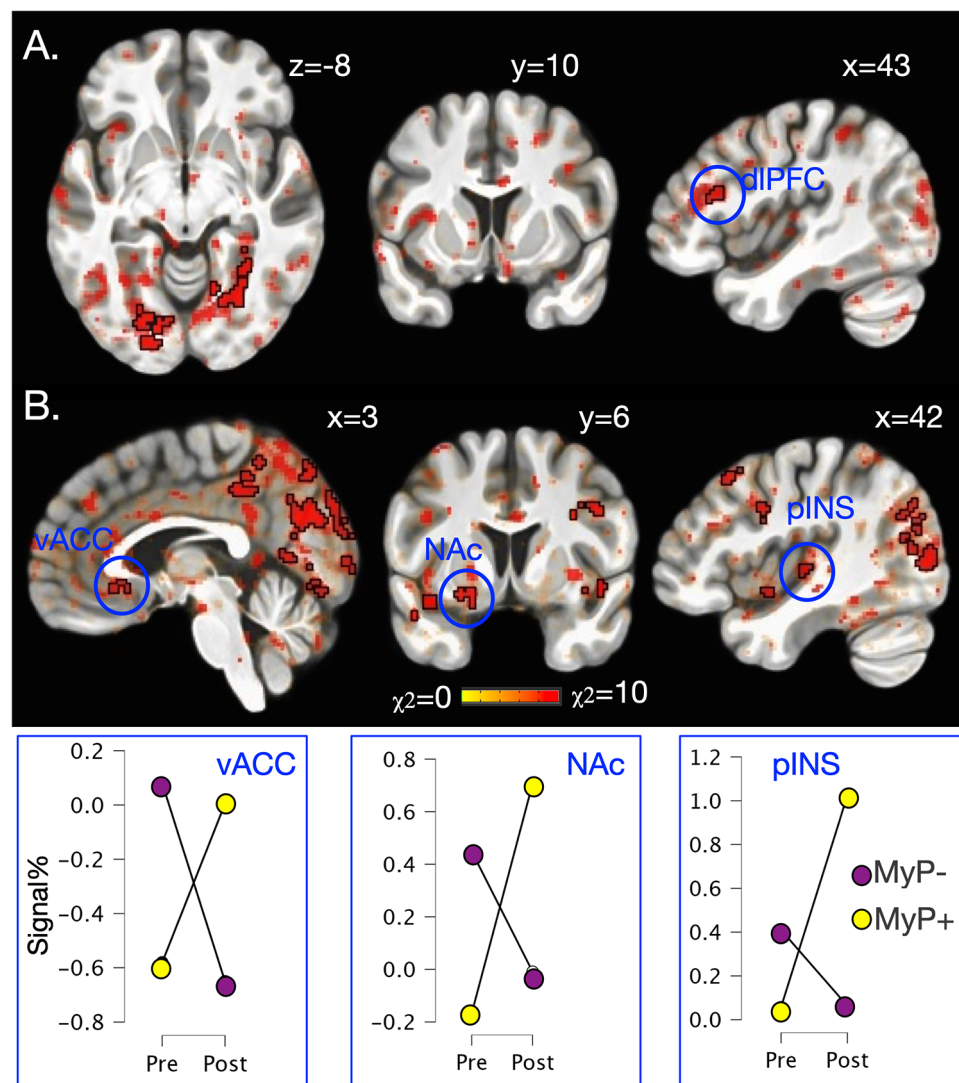 A.
z=-8
y=10
x=43
dlPFC
B.
x=3
y=6
x=42
vACC
NAc
pINS
χ2=0
χ2=10
vACC
Signal%
0.2
0.0
−0.2
−0.4
−0.6
−0.8
Pre
Post
NAc
0.8
0.6
0.4
0.2
0.0
−0.2
Pre
Post
pINS
1.2
1.0
0.8
0.6
0.4
0.2
0.0
Pre
Post
MyP-
MyP+